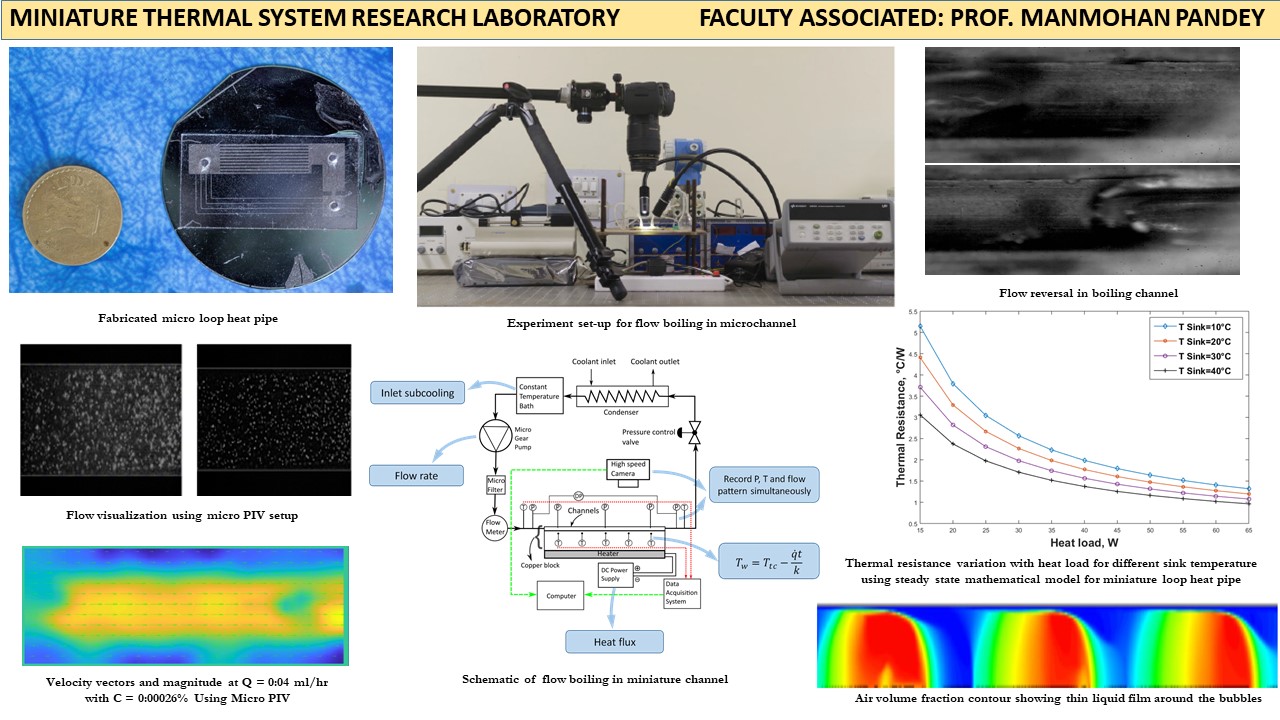 MINIATURE THERMAL SYSTEM RESEARCH LABORATORY
FACULTY ASSOCIATED: PROF. MANMOHAN PANDEY
Fabricated micro loop heat pipe
Experiment set-up for flow boiling in microchannel
Flow reversal in boiling channel
Flow visualization using micro PIV setup
Velocity vectors and magnitude at Q = 0:04 ml/hr
with C = 0:00026% Using Micro PIV
Coolant inlet
Coolant outlet
Inlet subcooling
Constant
Temperature
Bath
Condenser
Micro
Gear
Pump
Pressure control
valve
Flow rate
High speed
Camera
Micro
Filter
Record P, T and flow
pattern simultaneously
DP
T P P P P P T
Channels
Flow
Meter
T T T T T
Heater
Copper block
DC Power
Supply
T_w = T_tc − q̇t/k
Computer
Data
Acquisition
System
Heat flux
Schematic of flow boiling in miniature channel
T Sink=10°C
T Sink=20°C
T Sink=30°C
T Sink=40°C
Thermal Resistance, °C/W
5.5
5
4.5
4
3.5
3
2.5
2
1.5
1
0.5
15 20 25 30 35 40 45 50 55 60 65
Heat load, W
Thermal resistance variation with heat load for different sink temperature
using steady state mathematical model for miniature loop heat pipe
Air volume fraction contour showing thin liquid film around the bubbles